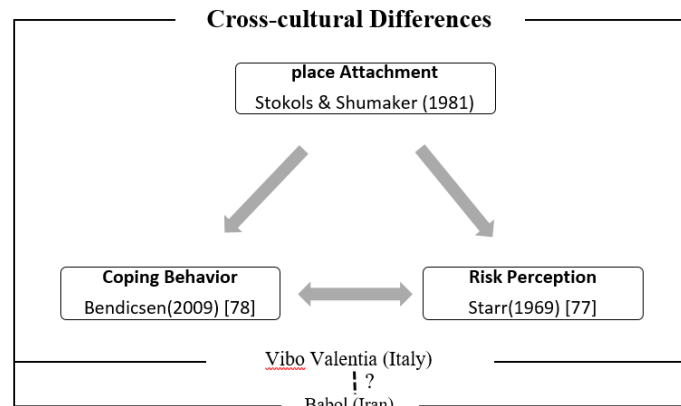 Cross-cultural Differences
place Attachment
Stokols & Shumaker (1981)
Coping Behavior
Bendicsen(2009) [78]
Risk Perception
Starr(1969) [77]
Vibo Valentia (Italy)
?
Babol (Iran)